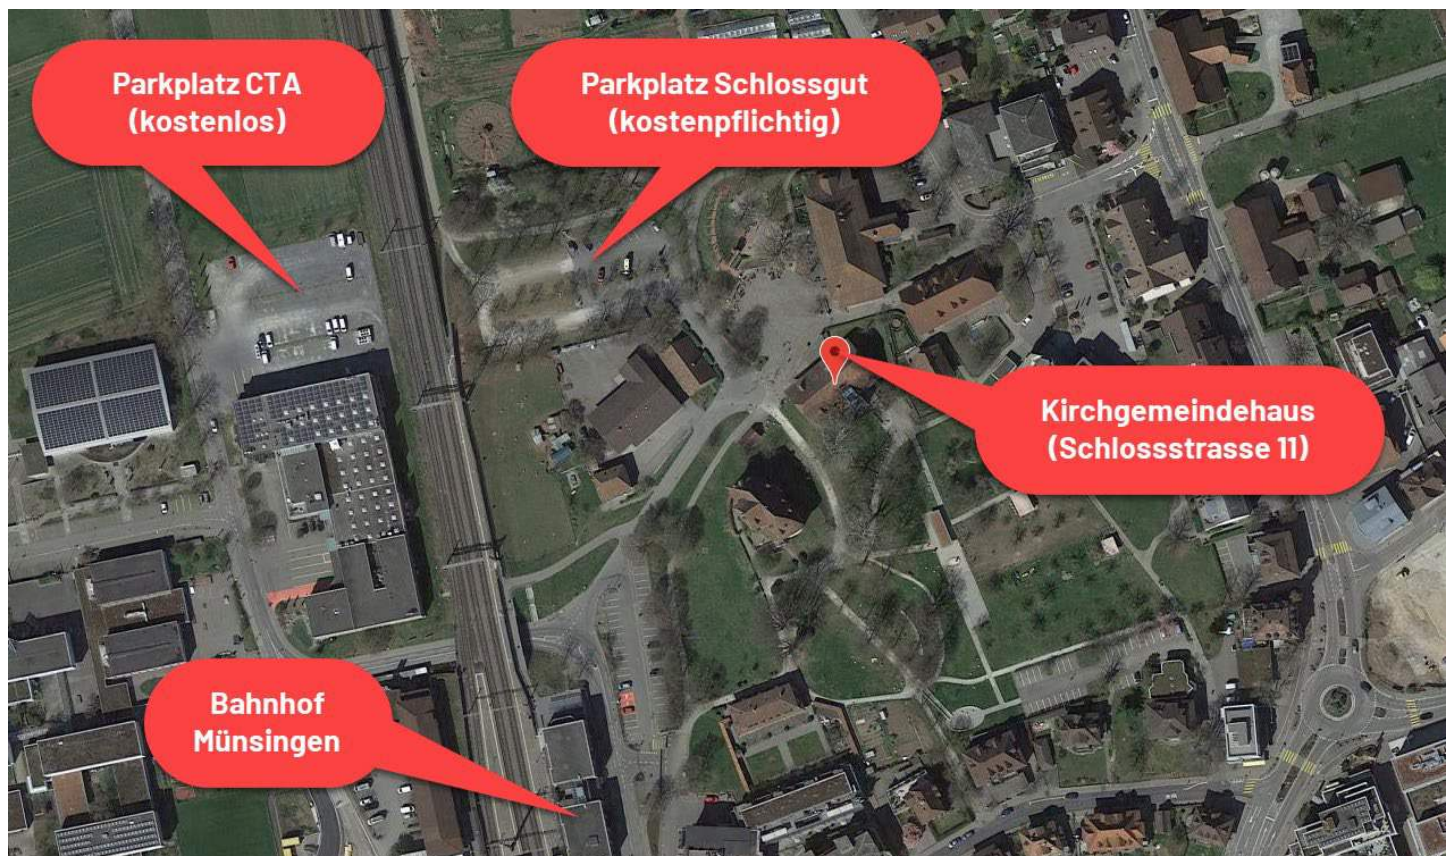 Parkplatz CTA
(kostenlos)
Parkplatz Schlossgut
(kostenpflichtig)
Kirchgemeindehaus
(Schlossstrasse 11)
Bahnhof
Münsingen